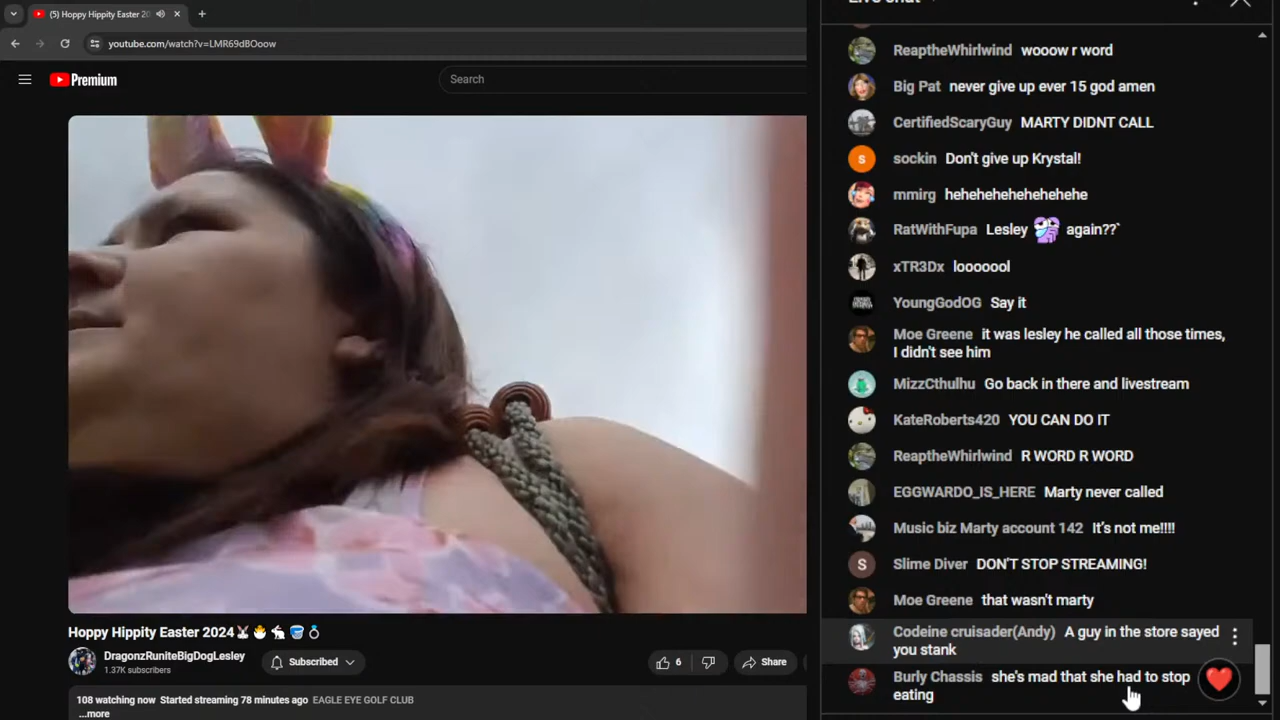 (5) Hoppy Hippity Easter 20
youtube.com/watch?v=LMR69dBOoow
Premium
Search
Hoppy Hippity Easter 2024
DragonzRuniteBigDogLesley
1.37K subscribers
Subscribed
6
Share
108 watching now Started streaming 78 minutes ago EAGLE EYE GOLF CLUB
...more
Live chat
ReaptheWhirlwind wooow r word
Big Pat never give up ever 15 god amen
CertifiedScaryGuy MARTY DIDNT CALL
s sockin Don't give up Krystal!
mmirg hehehehehehehehe
RatWithFupa Lesley again??`
xTR3Dx looooool
YoungGodOG Say it
Moe Greene it was lesley he called all those times,
I didn't see him
MizzCthulhu Go back in there and livestream
KateRoberts420 YOU CAN DO IT
ReaptheWhirlwind R WORD R WORD
EGGWARDO_IS_HERE Marty never called
Music biz Marty account 142 It's not me!!!!
S Slime Diver DON'T STOP STREAMING!
Moe Greene that wasn't marty
Codeine cruisader(Andy) A guy in the store sayed
you stank
Burly Chassis she's mad that she had to stop
eating